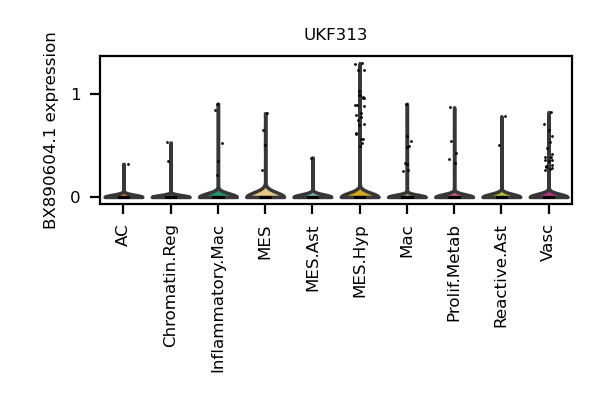 UKF313
BX890604.1 expression
1
0
AC
Chromatin.Reg
Inflammatory.Mac
MES
MES.Ast
MES.Hyp
Mac
Prolif.Metab
Reactive.Ast
Vasc